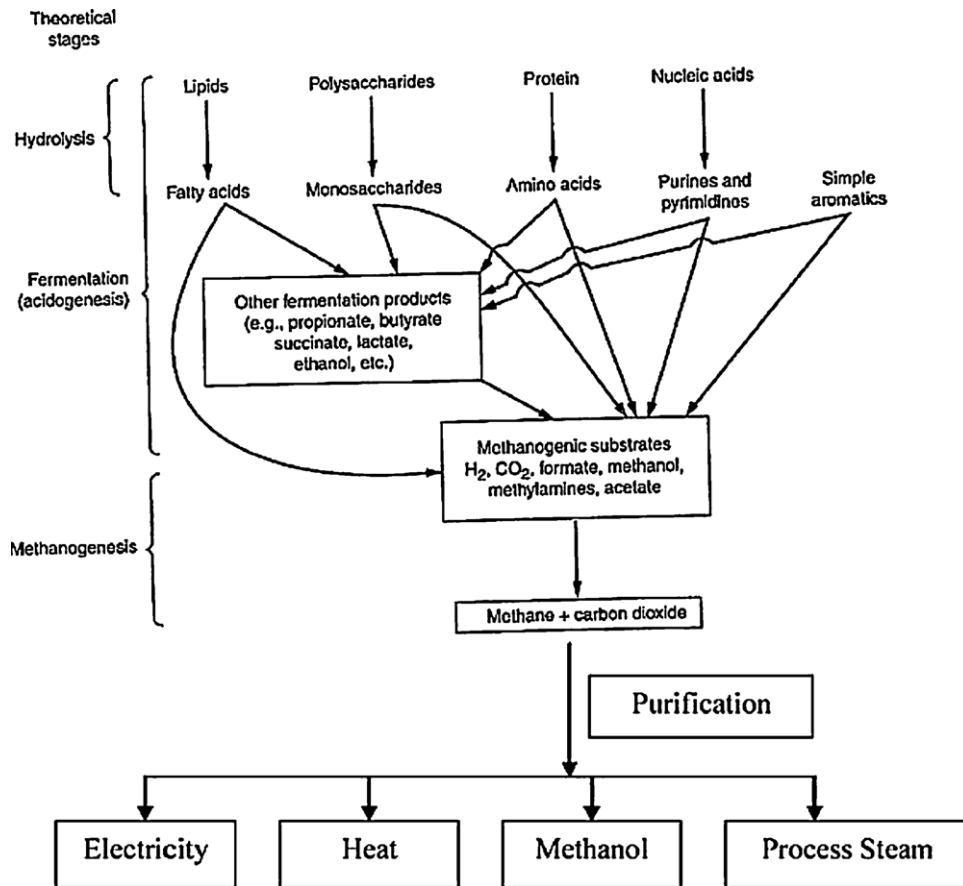 Theoretical
stages
Lipids
Polysaccharides
Protein
Nucleic acids
Hydrolysis
Fatty acids
Monosaccharides
Amino acids
Purines and
pyrimidines
Simple
aromatics
Fermentation
(acidogenesis)
Other fermentation products
(e.g., propionate, butyrate
succinate, lactate,
ethanol, etc.)
Methanogenic substrates
H₂, CO₂, formate, methanol,
methylamines, acetate
Methanogenesis
Methane + carbon dioxide
Purification
Electricity
Heat
Methanol
Process Steam